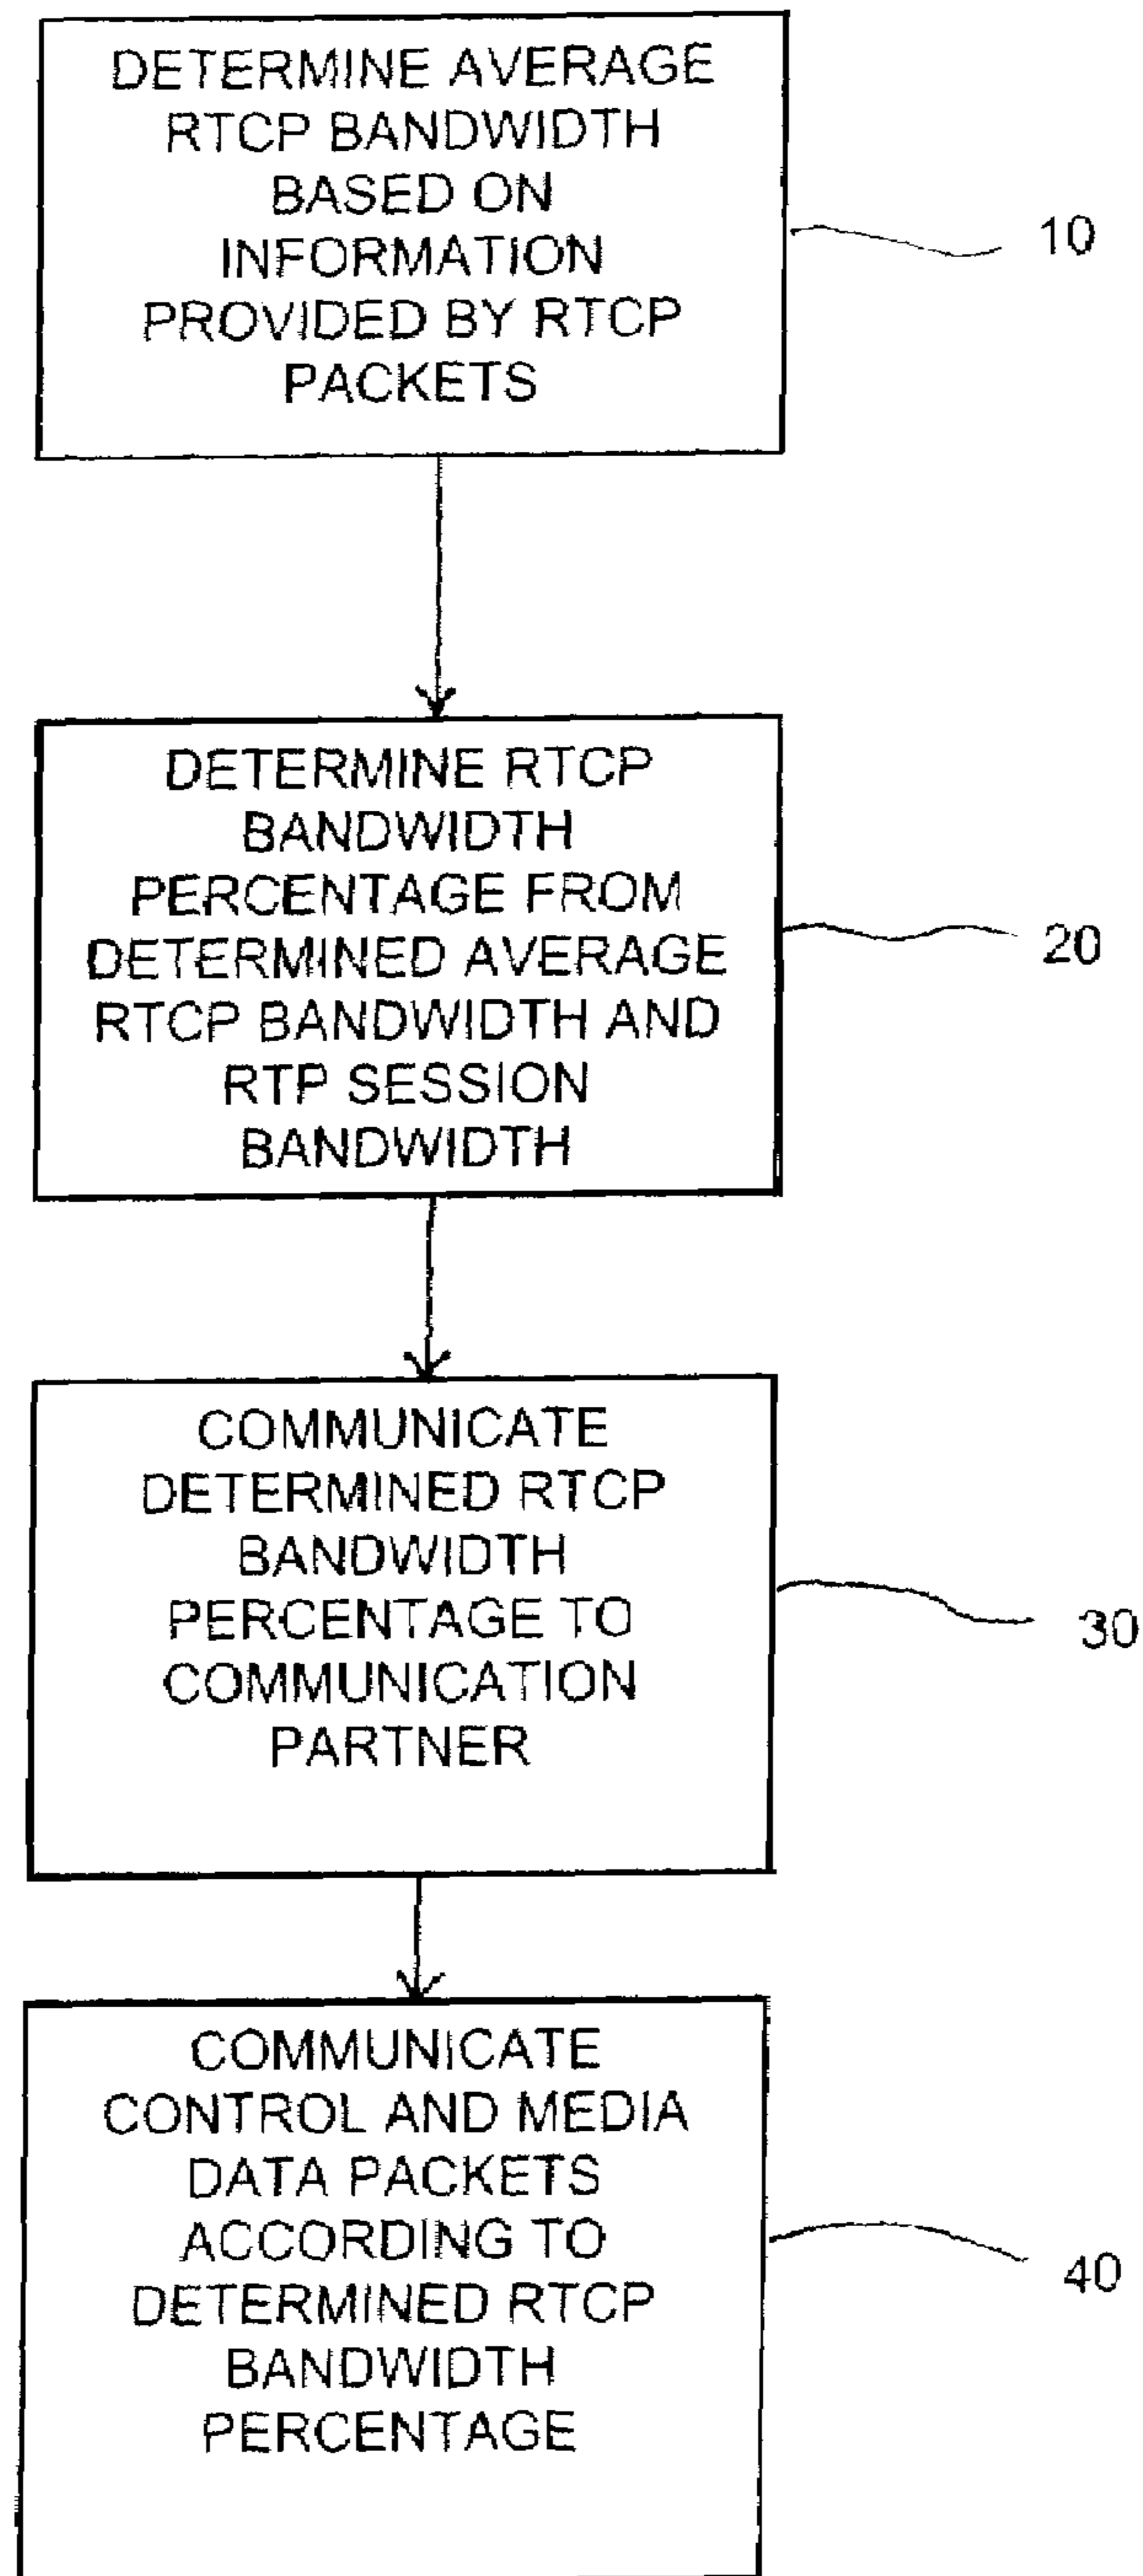 DETERMINE AVERAGE
RTCP BANDWIDTH
BASED ON
INFORMATION
PROVIDED BY RTCP
PACKETS
10
DETERMINE RTCP
BANDWIDTH
PERCENTAGE FROM
DETERMINED AVERAGE
RTCP BANDWIDTH AND
RTP SESSION
BANDWIDTH
20
COMMUNICATE
DETERMINED RTCP
BANDWIDTH
PERCENTAGE TO
COMMUNICATION
PARTNER
30
COMMUNICATE
CONTROL AND MEDIA
DATA PACKETS
ACCORDING TO
DETERMINED RTCP
BANDWIDTH
PERCENTAGE
40